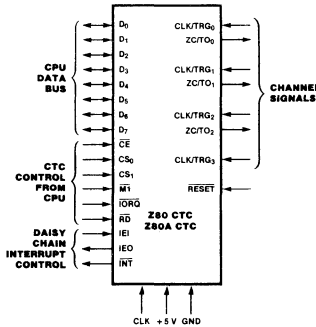 CPU
DATA
BUS
CTC
CONTROL
FROM
CPU
DAISY
CHAIN
INTERRUPT
CONTROL
D0
D1
D2
D3
D4
D5
D6
D7
CE
CS0
CS1
M1
IORQ
RD
IEI
IEO
INT
CLK/TRG0
ZC/TO0
CLK/TRG1
ZC/TO1
CLK/TRG2
ZC/TO2
CLK/TRG3
RESET
Z80 CTC
Z80A CTC
CHANNEL
SIGNALS
CLK +5 V GND